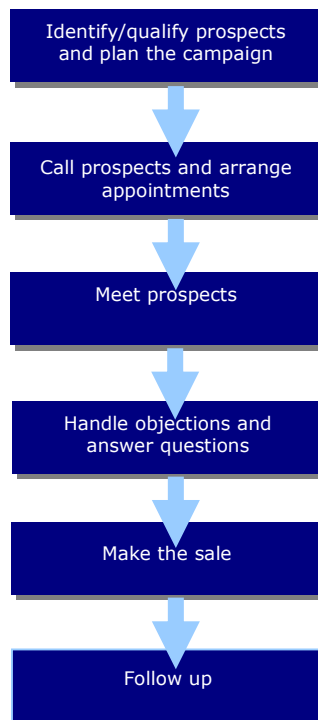 Identify/qualify prospects
and plan the campaign
Call prospects and arrange
appointments
Meet prospects
Handle objections and
answer questions
Make the sale
Follow up